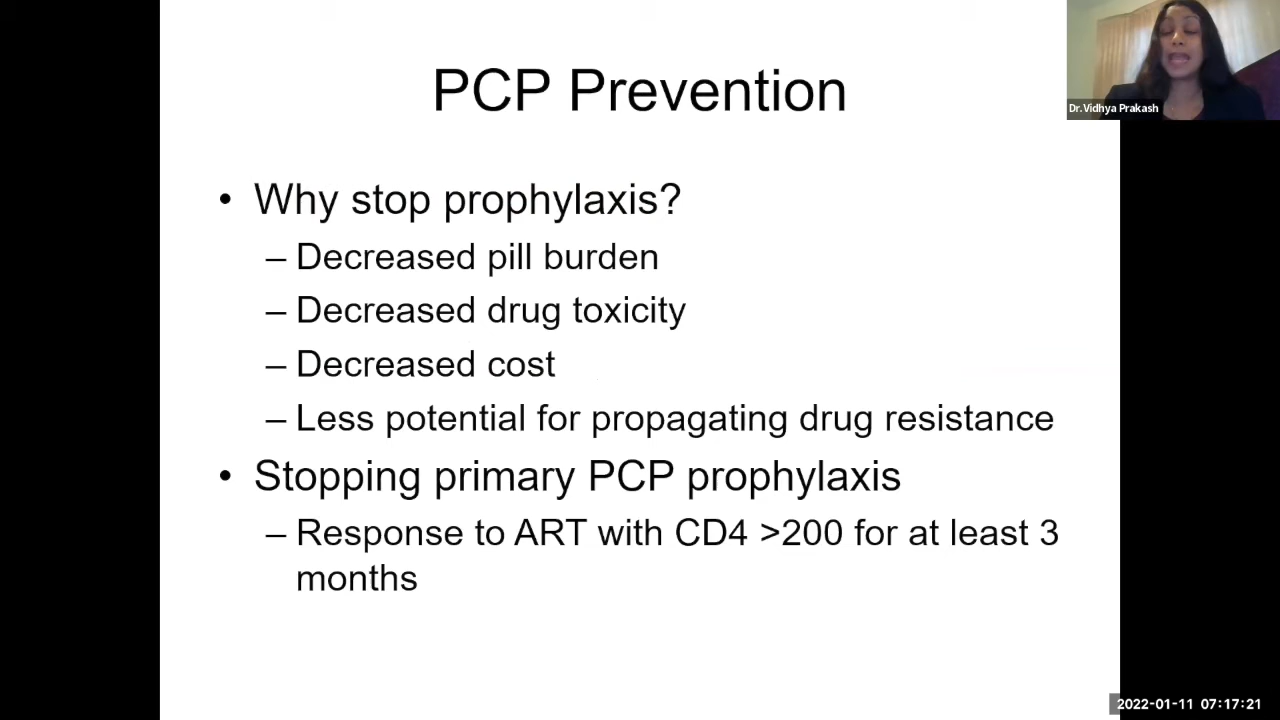 PCP Prevention
Dr.Vidhya Prakash
• Why stop prophylaxis?
– Decreased pill burden
– Decreased drug toxicity
– Decreased cost
– Less potential for propagating drug resistance
• Stopping primary PCP prophylaxis
– Response to ART with CD4 >200 for at least 3
months
2022-01-11 07:17:21